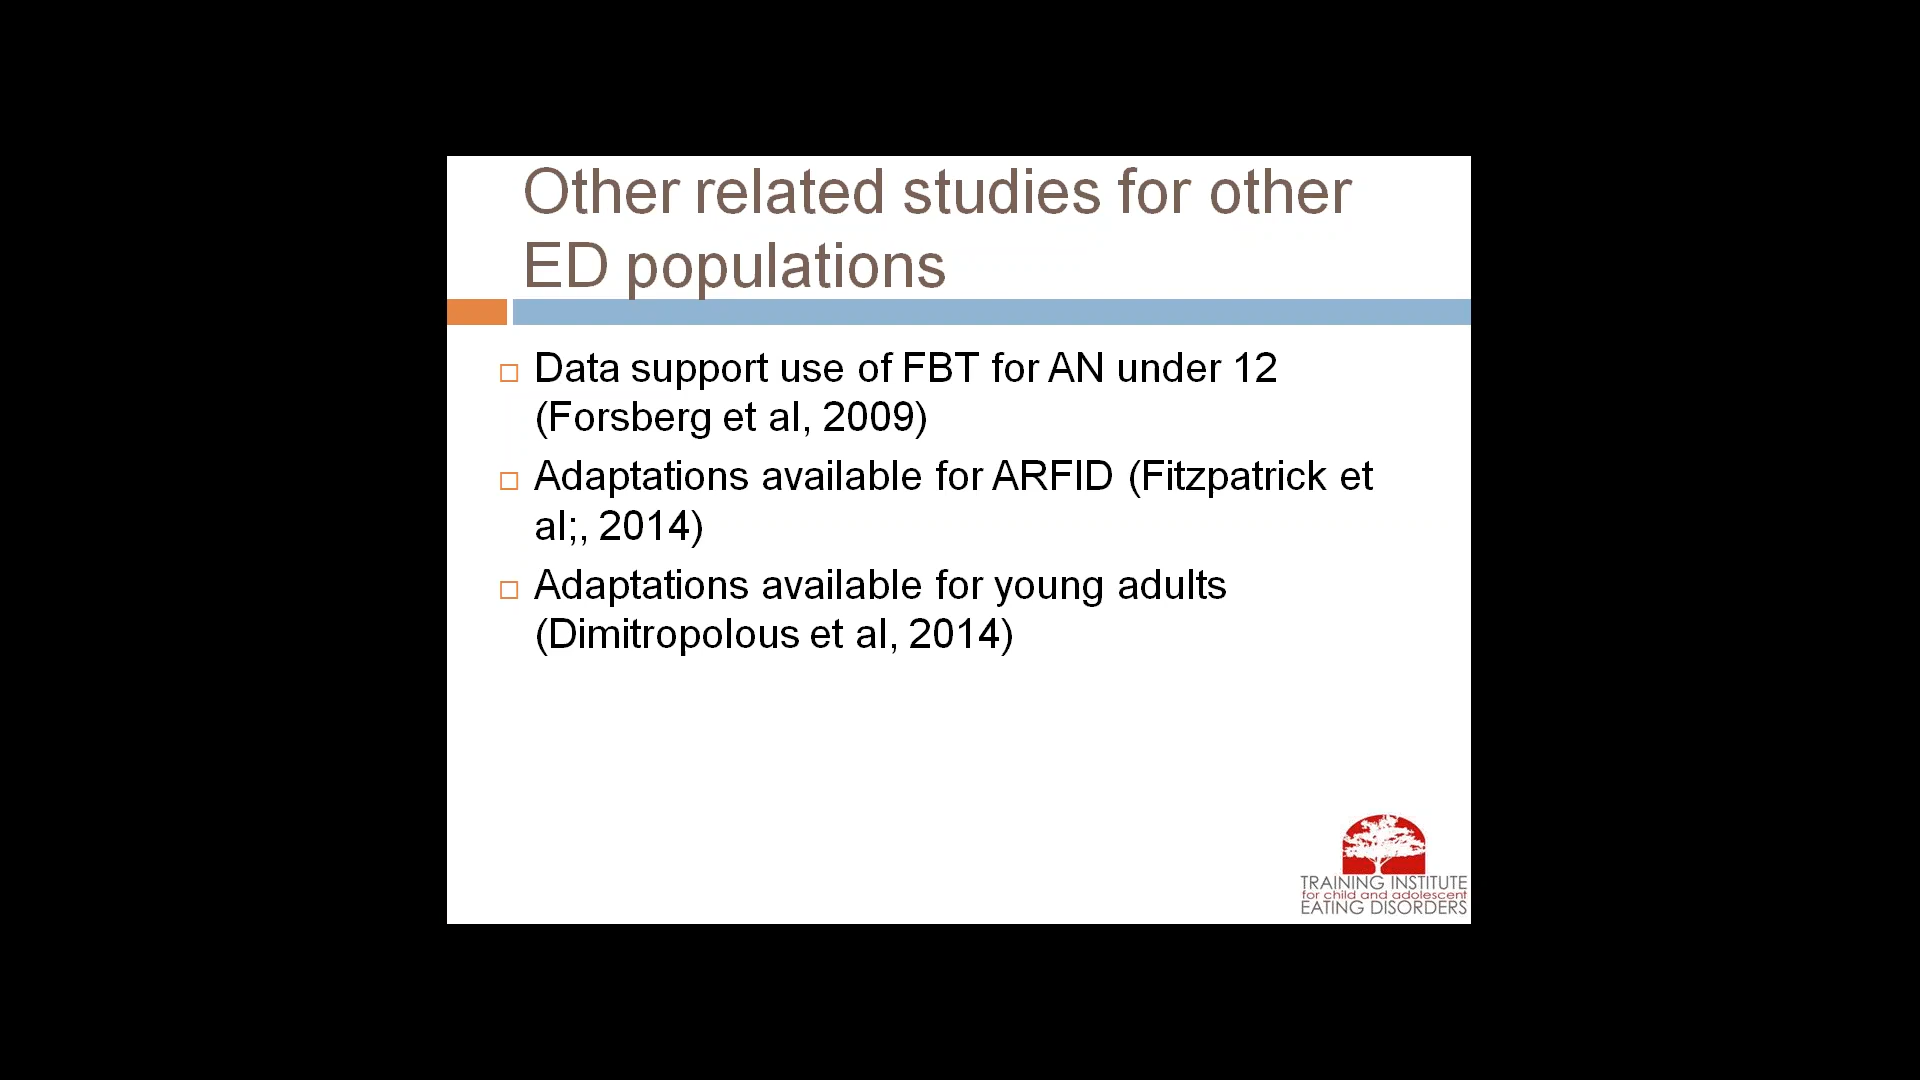 Other related studies for other
ED populations
Data support use of FBT for AN under 12
(Forsberg et al, 2009)
Adaptations available for ARFID (Fitzpatrick et
al;, 2014)
Adaptations available for young adults
(Dimitropolous et al, 2014)
TRAINING INSTITUTE
for child and adolescent
EATING DISORDERS